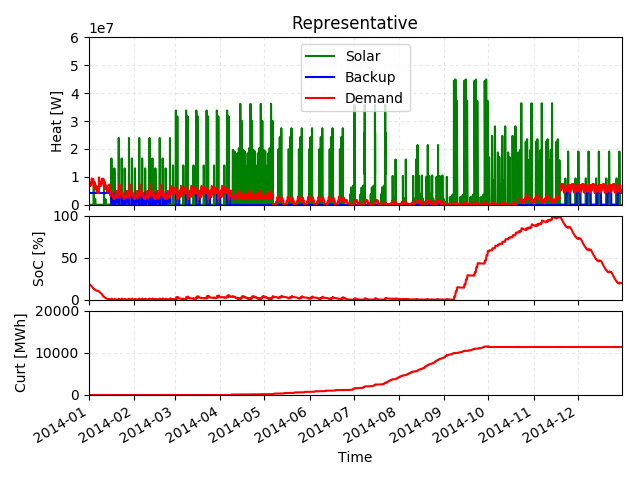 Representative
1e7
Heat [W]
6
5
4
3
2
1
0
Solar
Backup
Demand
SoC [%]
100
50
0
Curt [MWh]
20000
10000
0
2014-01
2014-02
2014-03
2014-04
2014-05
2014-06
2014-07
2014-08
2014-09
2014-10
2014-11
2014-12
Time